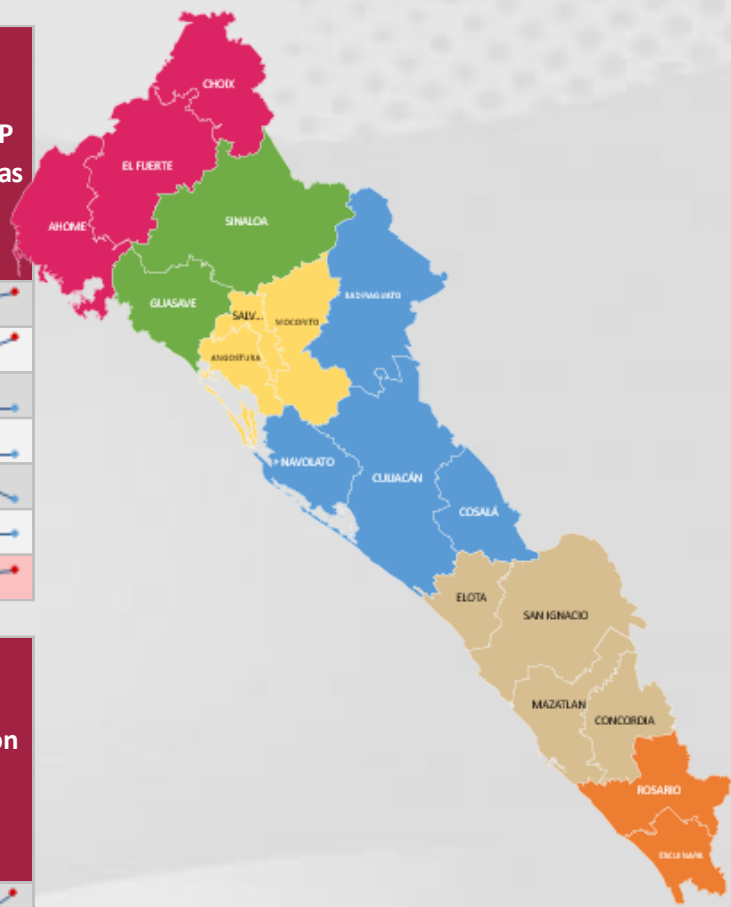 P
as
CHOIX
EL FUERTE
AHOME
SINALOA
GUASAVE
SALV...
MOCORITO
BADIRAGUATO
ANGOSTURA
NAVOLATO
CULIACÁN
COSALÁ
ELOTA
SAN IGNACIO
MAZATLAN
CONCORDIA
ROSARIO
ESCUINAPA
on